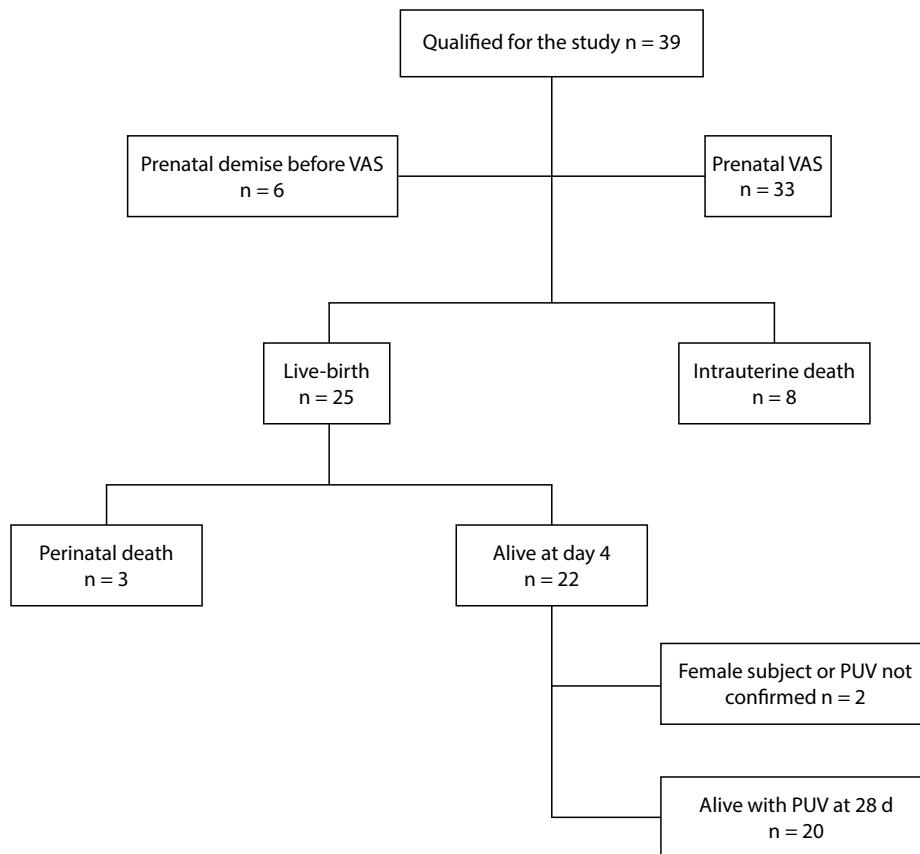 Qualified for the study n = 39
Prenatal demise before VAS
n = 6
Prenatal VAS
n = 33
Live-birth
n = 25
Intrauterine death
n = 8
Perinatal death
n = 3
Alive at day 4
n = 22
Female subject or PUV not
confirmed n = 2
Alive with PUV at 28 d
n = 20